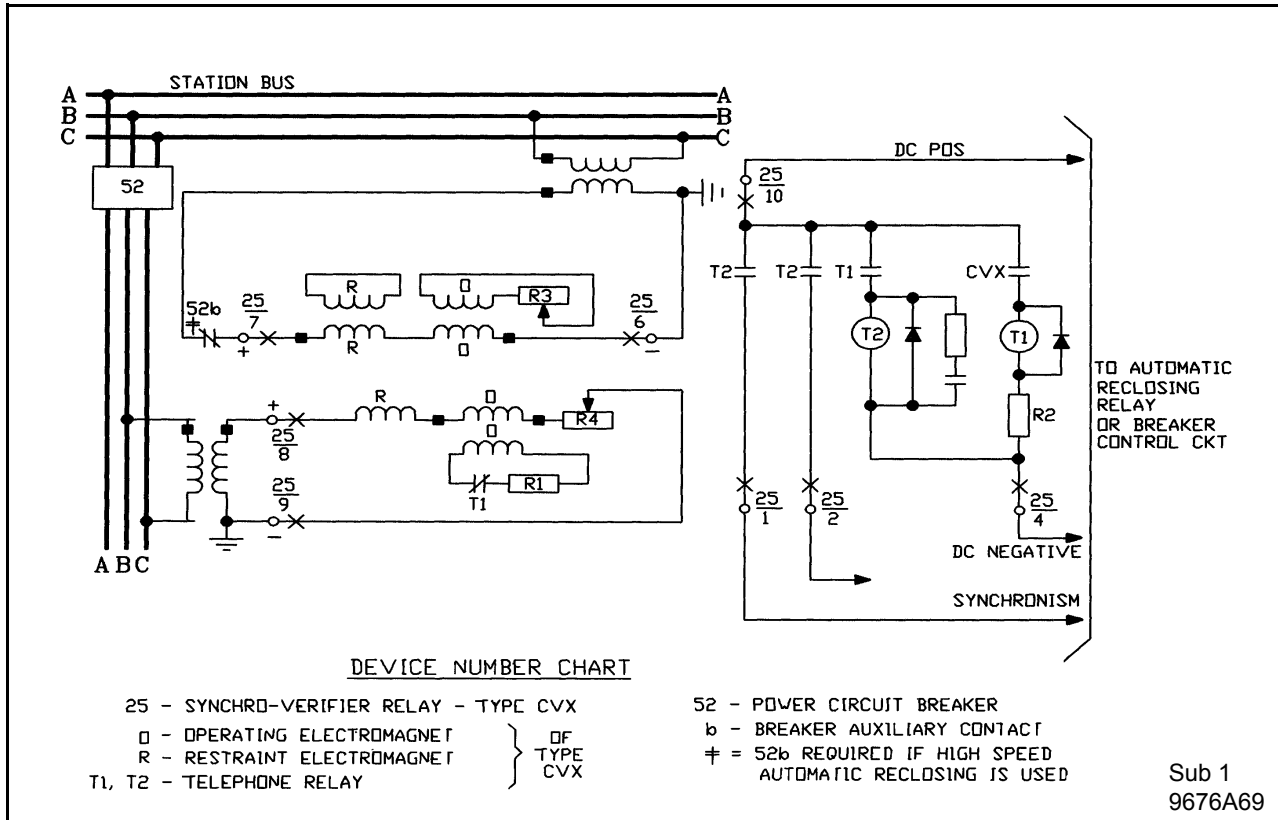 STATION BUS
A A
B B
C C
52
DC POS
25
10
T2 T2 T1 CVX
52b
ǂ
25
7
+
R
O
R3
25
6
−
R
O
T2
T1
R2
TO AUTOMATIC
RECLOSING
RELAY
OR BREAKER
CONTROL CKT
+
25
8
R
O
R4
O
T1
R1
25
9
−
25
1
25
2
25
4
A B C
DC NEGATIVE
SYNCHRONISM
DEVICE NUMBER CHART
25 - SYNCHRO-VERIFIER RELAY - TYPE CVX
O - OPERATING ELECTROMAGNET
R - RESTRAINT ELECTROMAGNET
OF
TYPE
CVX
T1, T2 - TELEPHONE RELAY
52 - POWER CIRCUIT BREAKER
b - BREAKER AUXILIARY CONTACT
ǂ = 52b REQUIRED IF HIGH SPEED
AUTOMATIC RECLOSING IS USED
Sub 1
9676A69